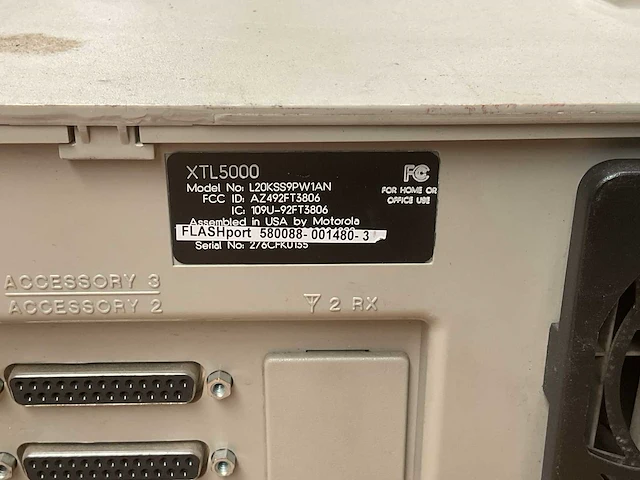 XTL5000
Model No: L20KSS9PW1AN
FCC ID: AZ492FT3806
IC: 109U-92FT3806
Assembled in USA by Motorola
FLASHport 580088-001480-3
Serial No: 276CFK0155
FC
FOR HOME OR
OFFICE USE
ACCESSORY 3
ACCESSORY 2
2 RX